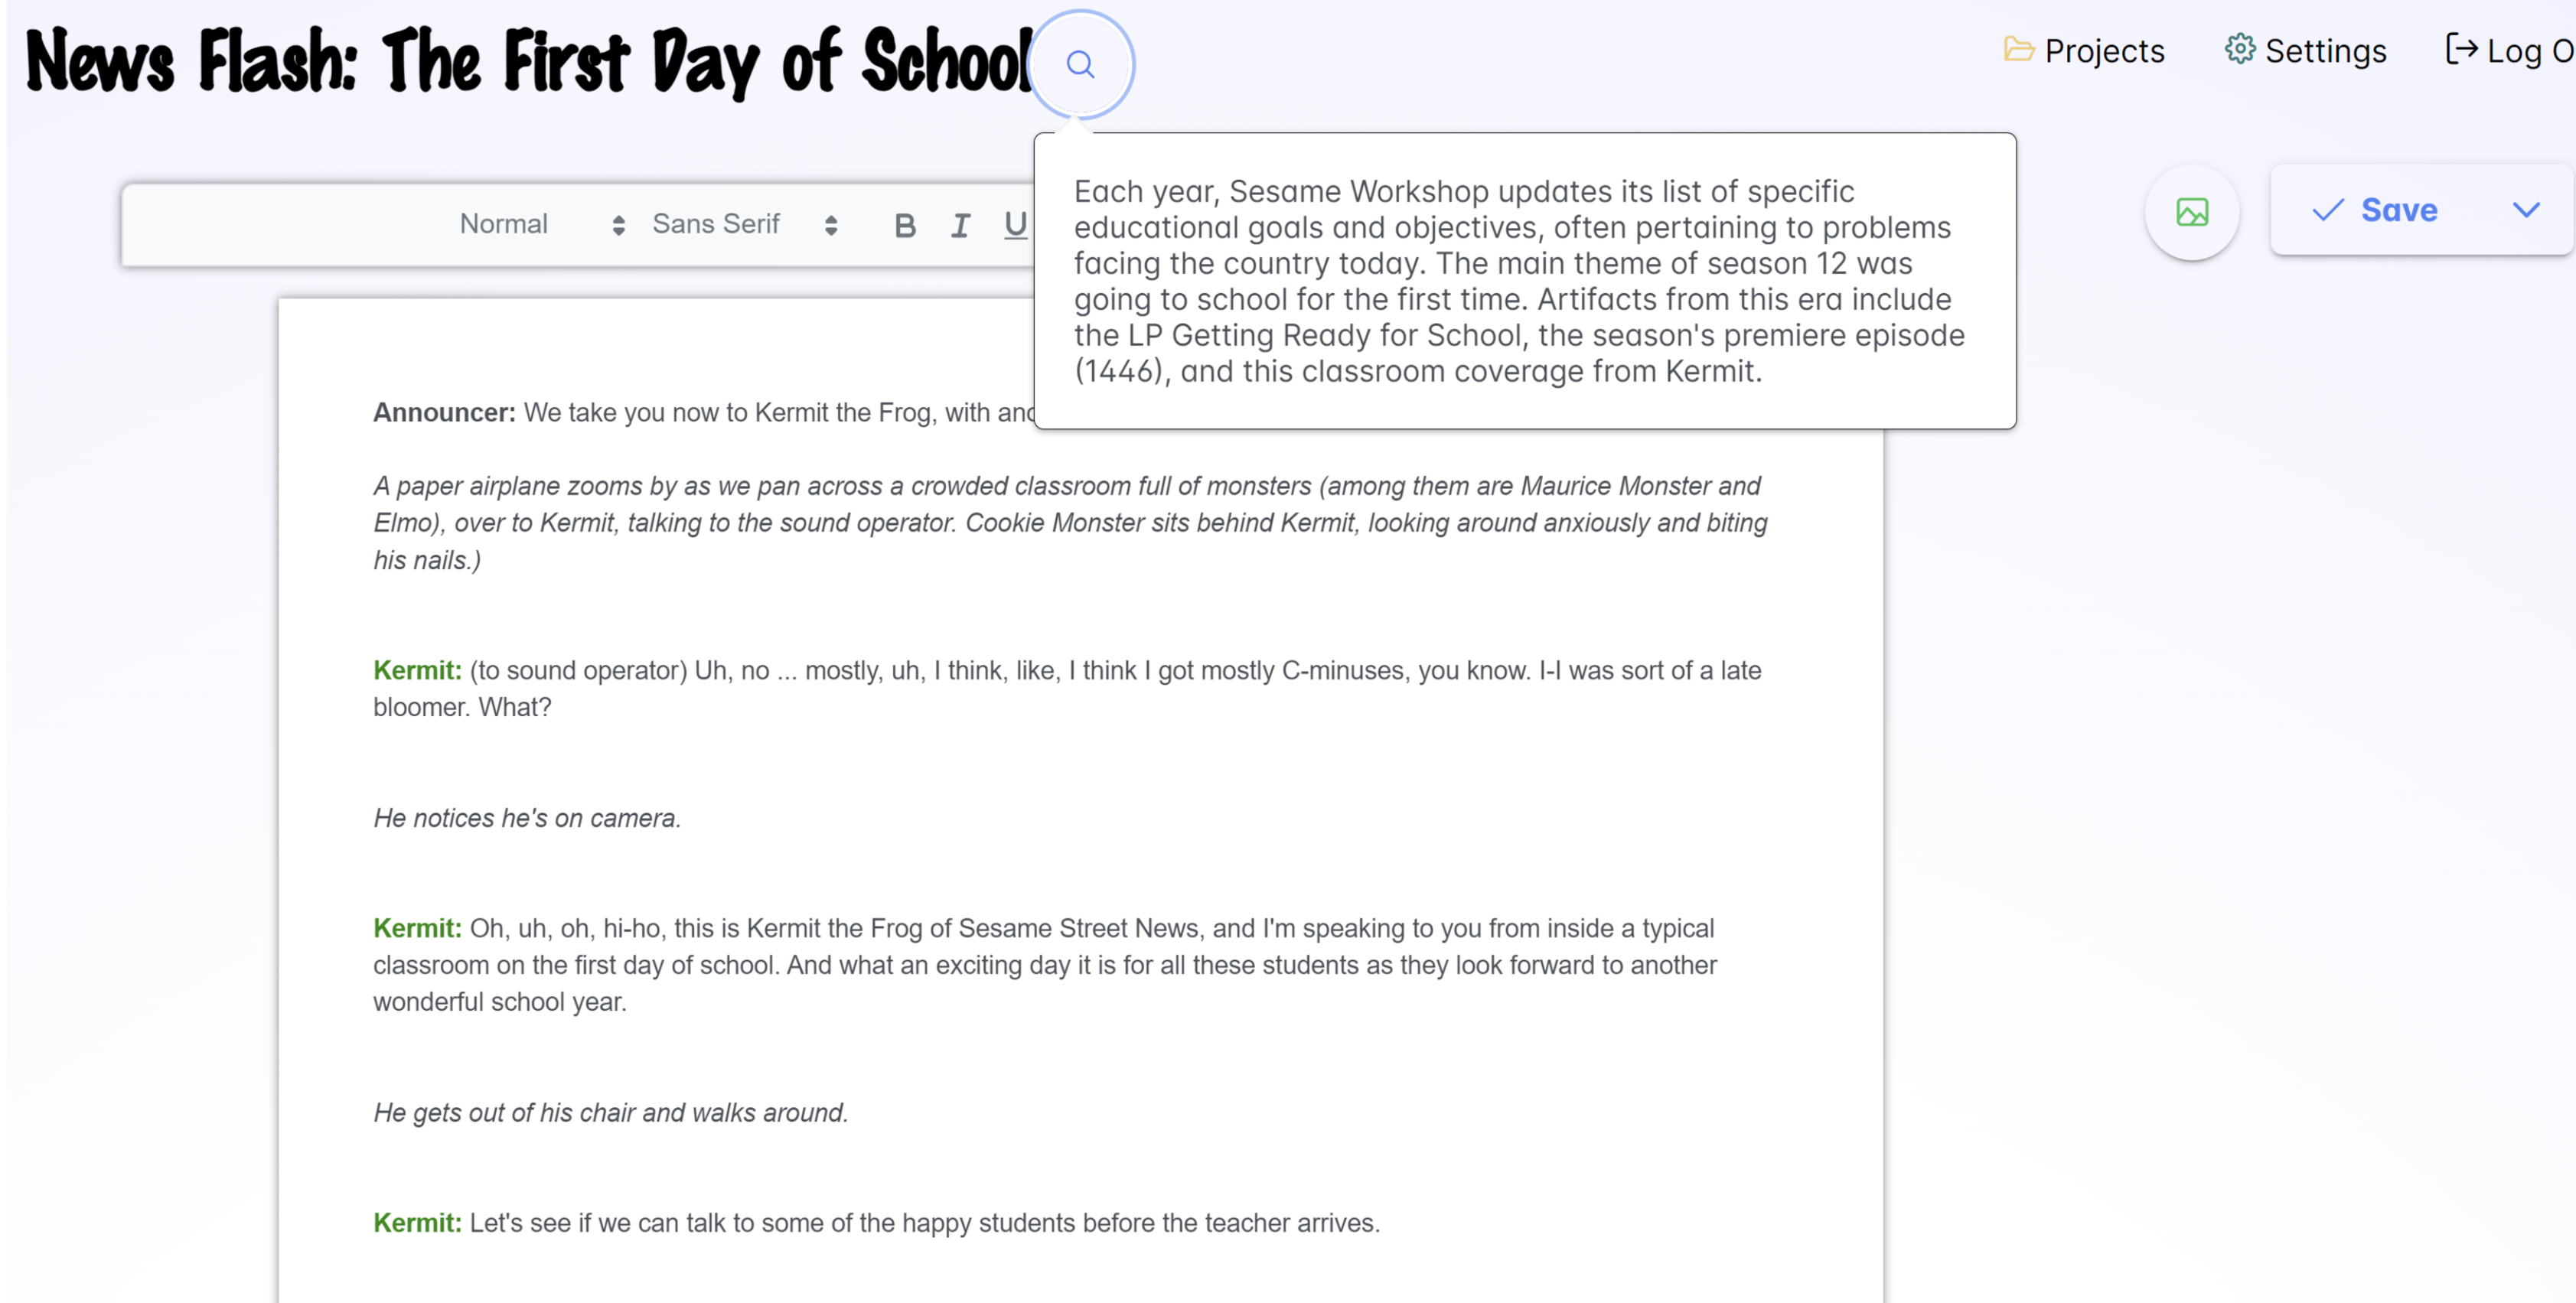 News Flash: The First Day of School
Projects
Settings
Log O
Normal
Sans Serif
B
I
U
Save
Each year, Sesame Workshop updates its list of specific
educational goals and objectives, often pertaining to problems
facing the country today. The main theme of season 12 was
going to school for the first time. Artifacts from this era include
the LP Getting Ready for School, the season's premiere episode
(1446), and this classroom coverage from Kermit.
Announcer: We take you now to Kermit the Frog, with
A paper airplane zooms by as we pan across a crowded classroom full of monsters (among them are Maurice Monster and
Elmo), over to Kermit, talking to the sound operator. Cookie Monster sits behind Kermit, looking around anxiously and biting
his nails.)
Kermit: (to sound operator) Uh, no ... mostly, uh, I think, like, I think I got mostly C-minuses, you know. I-I was sort of a late
bloomer. What?
He notices he's on camera.
Kermit: Oh, uh, oh, hi-ho, this is Kermit the Frog of Sesame Street News, and I'm speaking to you from inside a typical
classroom on the first day of school. And what an exciting day it is for all these students as they look forward to another
wonderful school year.
He gets out of his chair and walks around.
Kermit: Let's see if we can talk to some of the happy students before the teacher arrives.